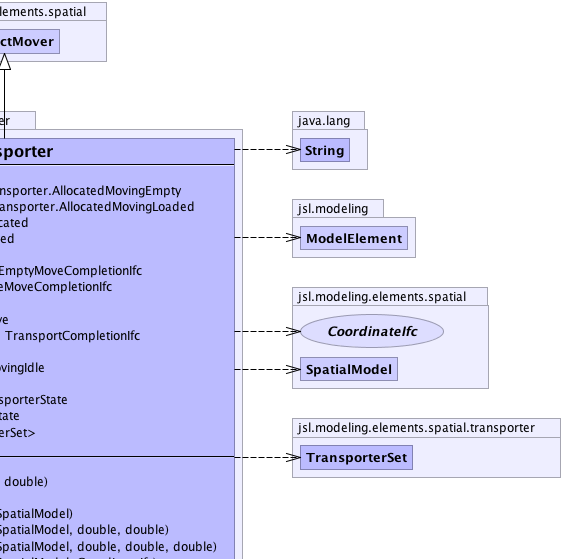 lements.spatial
ctMover
er
sporter
nsporter.AllocatedMovingEmpty
ansporter.AllocatedMovingLoaded
cated
ed
EmptyMoveCompletionIfc
eMoveCompletionIfc
ve
TransportCompletionIfc
ovingIdle
sporterState
tate
erSet>
, double)
SpatialModel)
SpatialModel, double, double)
SpatialModel, double, double, double)
java.lang
String
jsl.modeling
ModelElement
jsl.modeling.elements.spatial
CoordinateIfc
SpatialModel
jsl.modeling.elements.spatial.transporter
TransporterSet